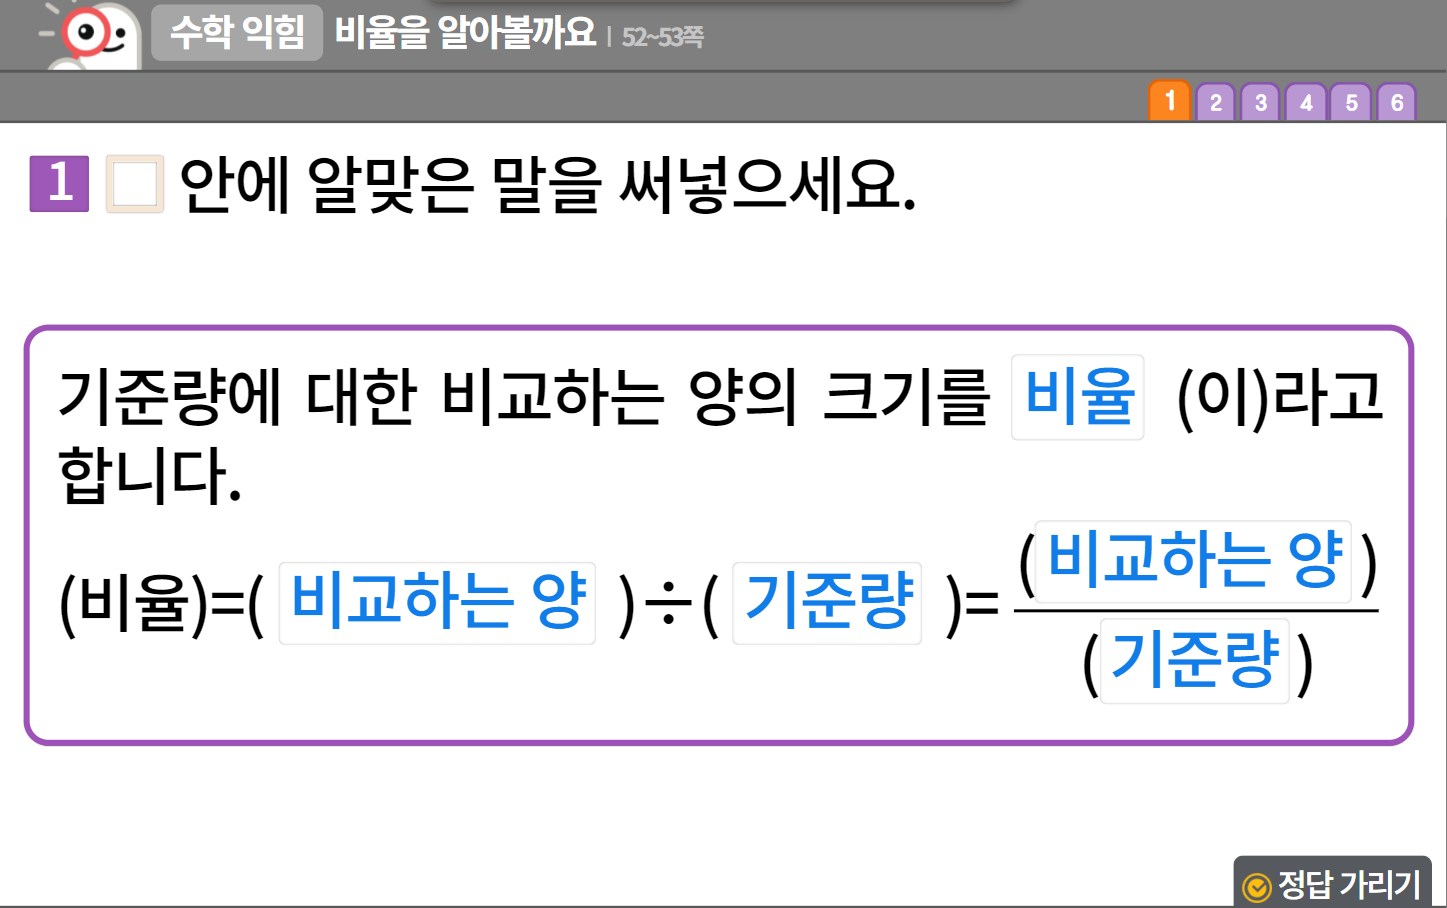 수학 익힘 비율을 알아볼까요 | 52~53쪽
1 2 3 4 5 6
1 □ 안에 알맞은 말을 써넣으세요.
기준량에 대한 비교하는 양의 크기를 비율 (이)라고
합니다.
(비율)=( 비교하는 양 )÷( 기준량 )= (비교하는 양)
(기준량)
정답 가리기